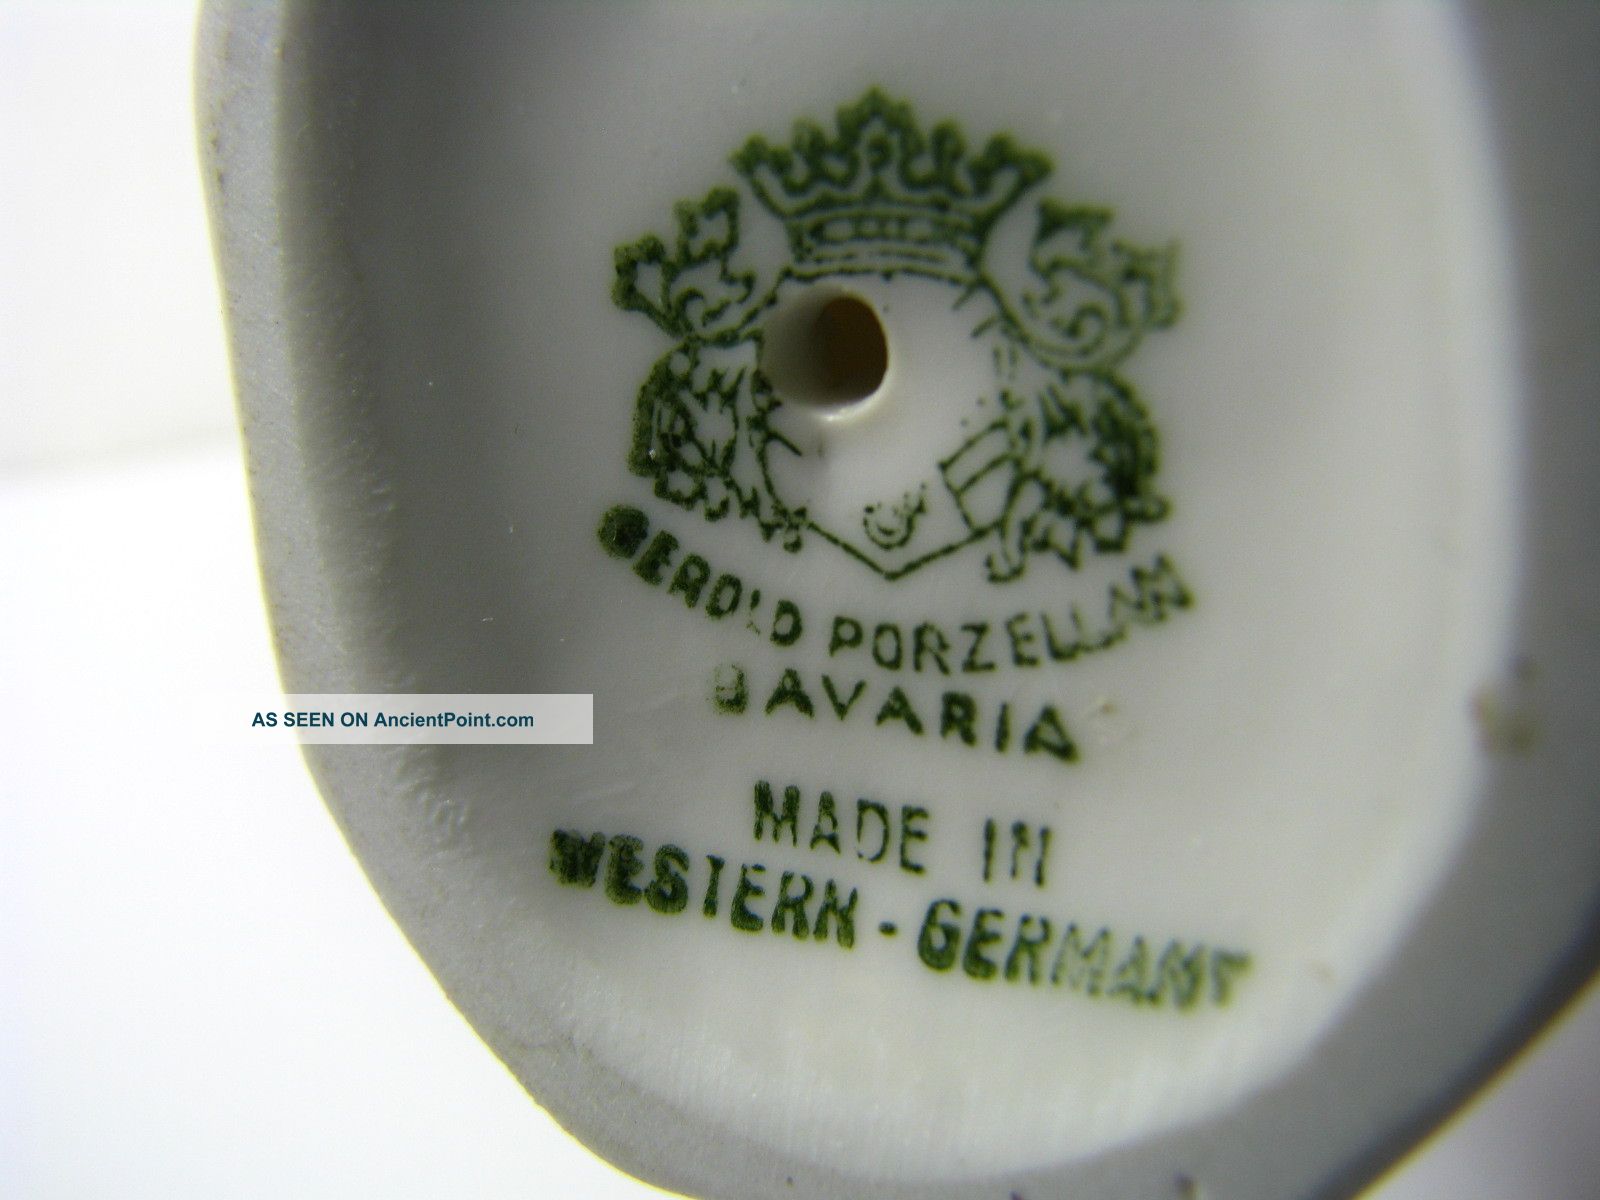 GEROLD PORZELLAN
BAVARIA
AS SEEN ON AncientPoint.com
MADE IN
WESTERN - GERMANY